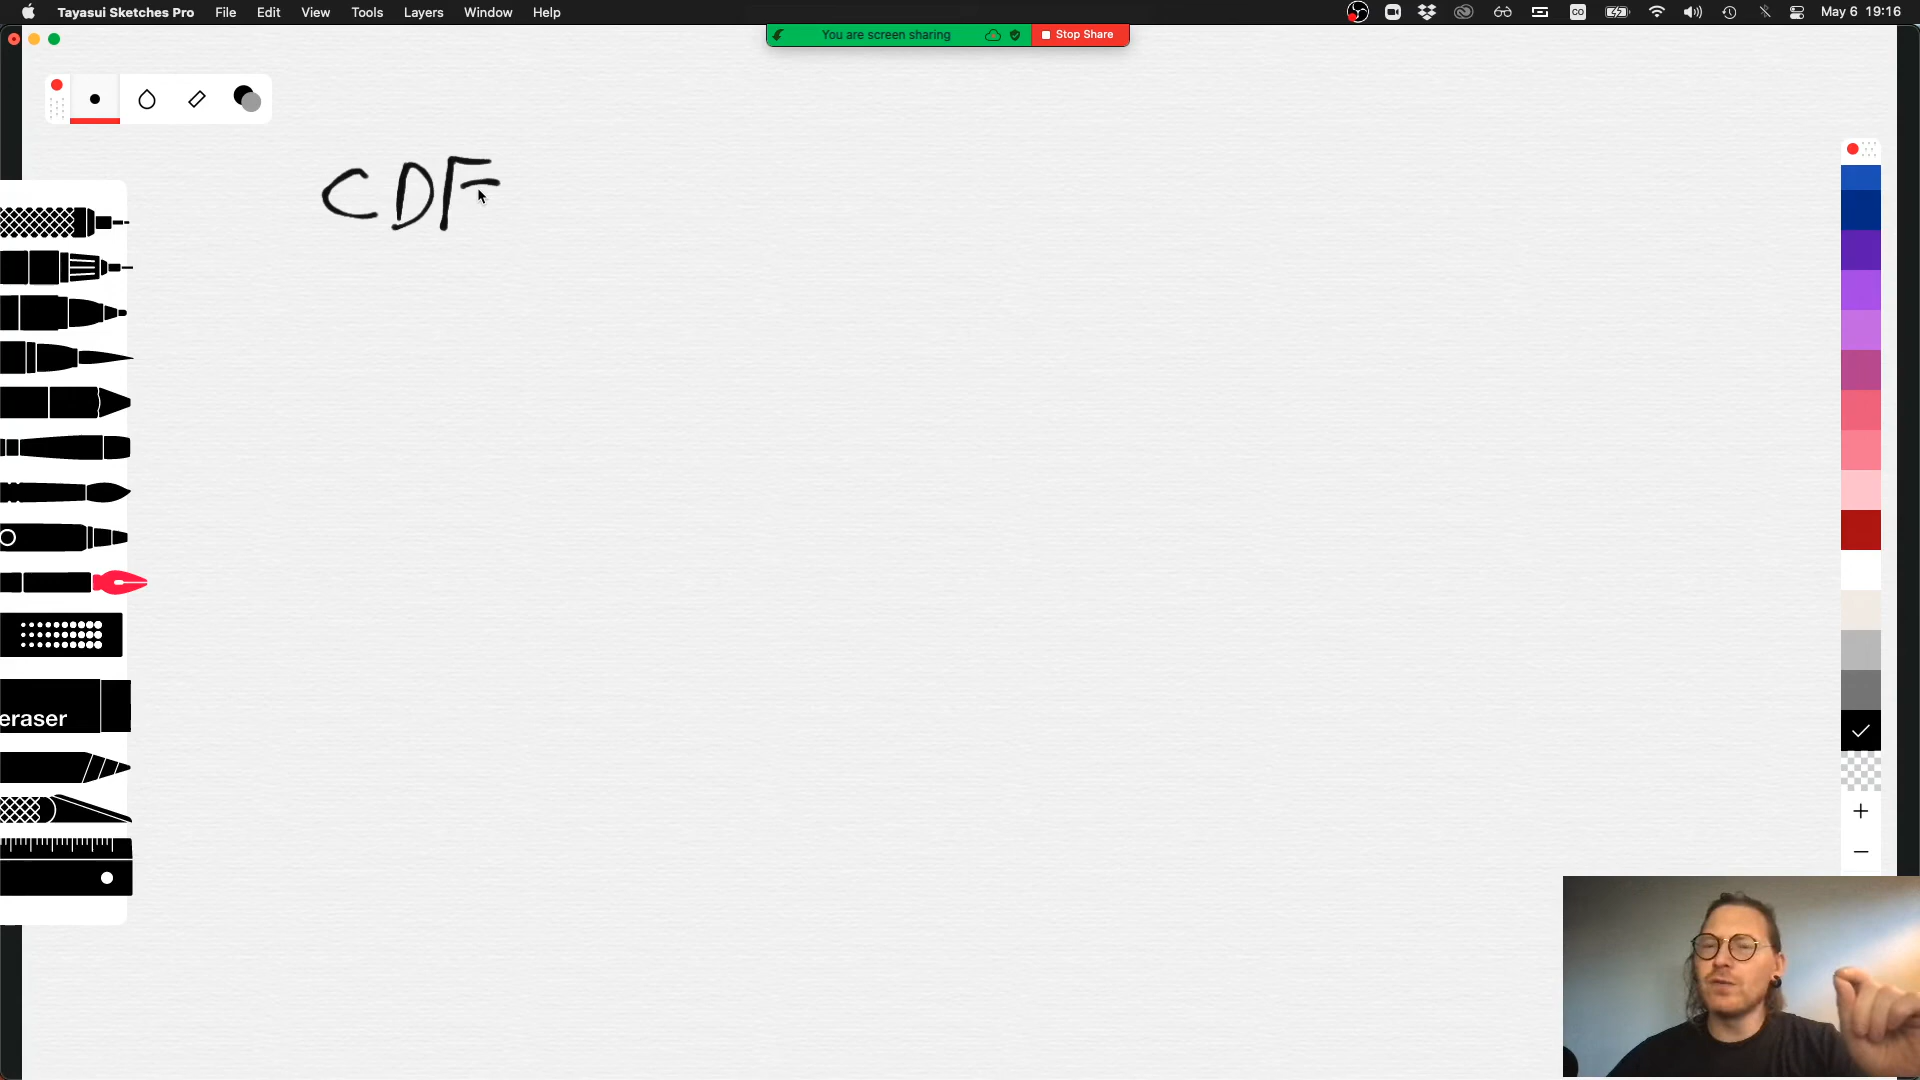 Tayasui Sketches Pro File Edit View Tools Layers Window Help May 6 19:16
You are screen sharing Stop Share
CDF
eraser